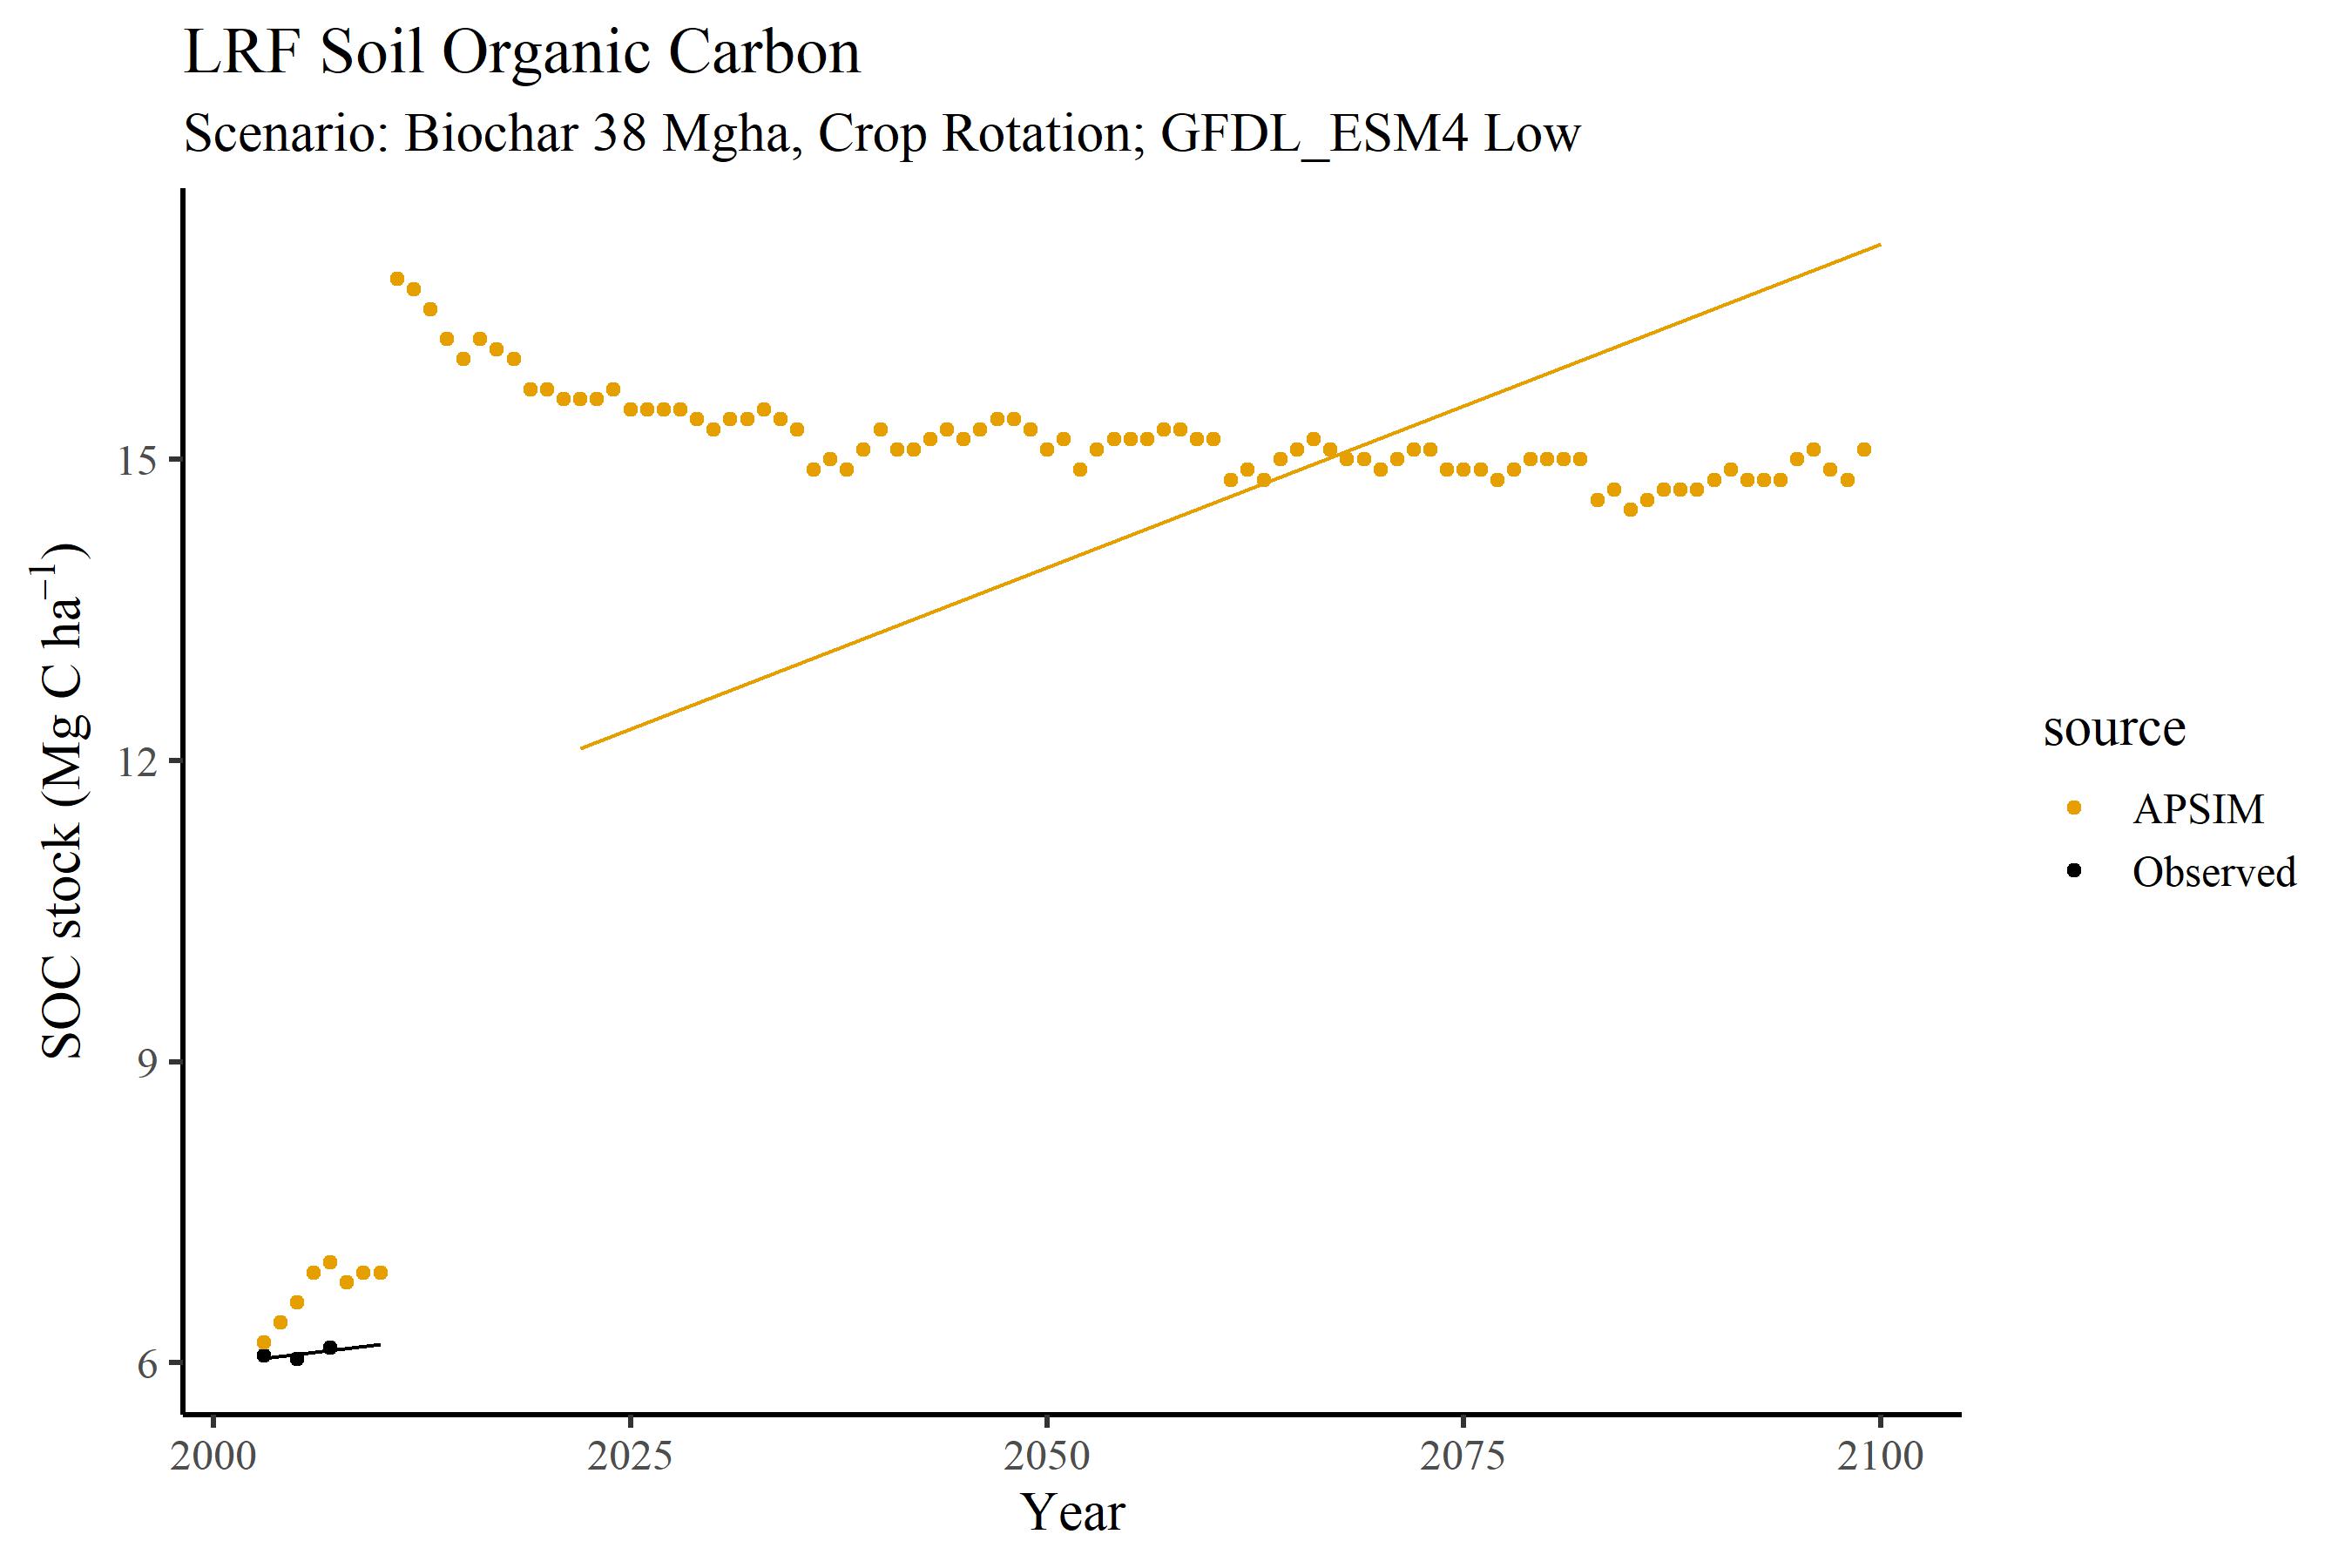 LRF Soil Organic Carbon
Scenario: Biochar 38 Mgha, Crop Rotation; GFDL_ESM4 Low
SOC stock (Mg C ha⁻¹)
15
12
9
6
2000 2025 2050 2075 2100
Year
source
APSIM
Observed